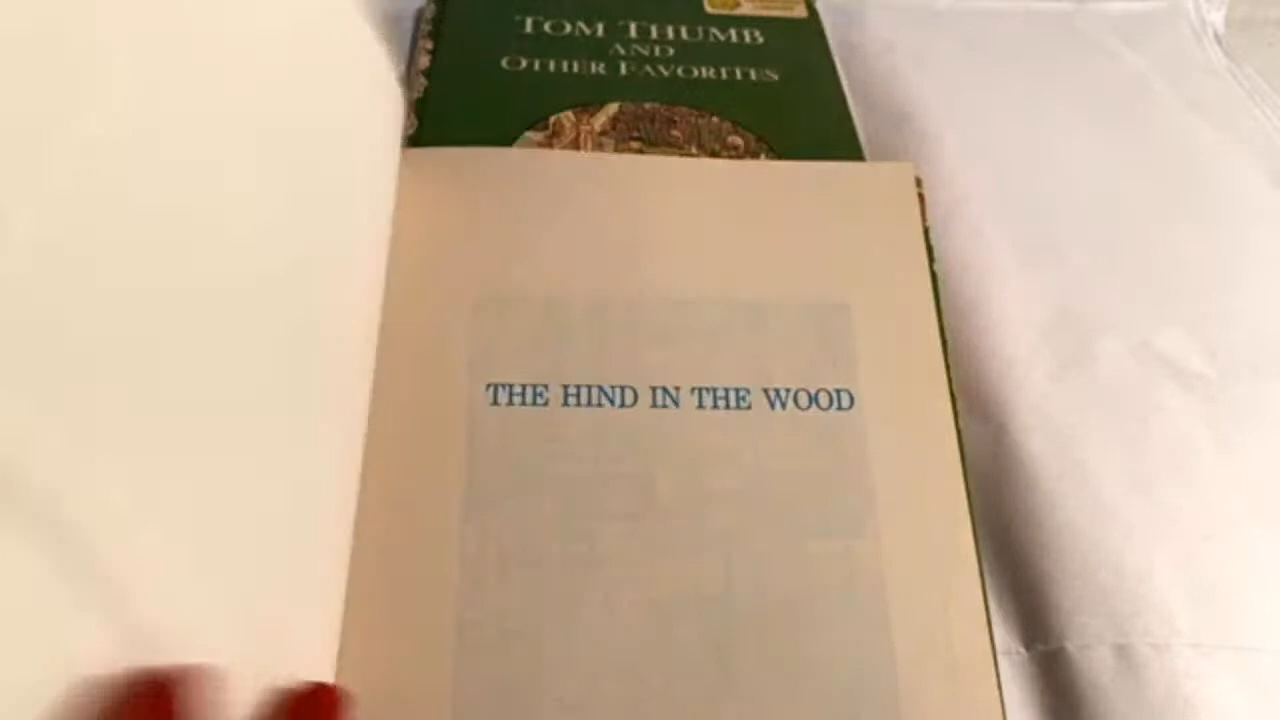 TOM THUMB
AND
OTHER FAVORITES
THE HIND IN THE WOOD